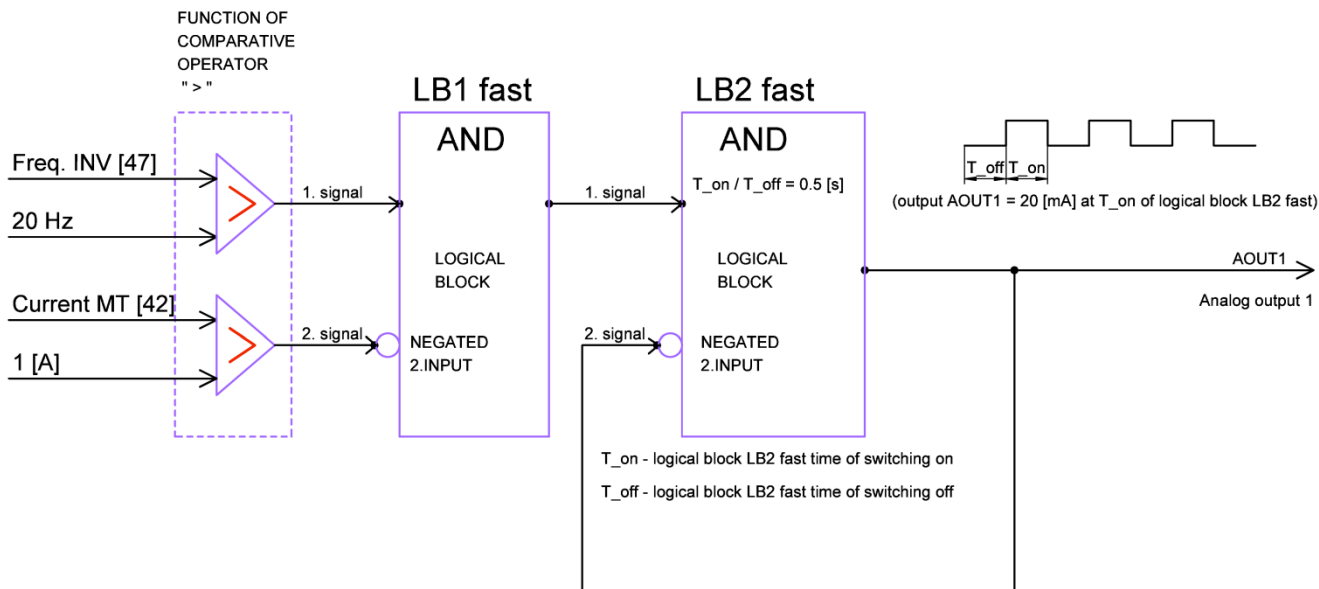 FUNCTION OF
COMPARATIVE
OPERATOR
" > "
LB1 fast
LB2 fast
AND
AND
Freq. INV [47]
20 Hz
Current MT [42]
1 [A]
1. signal
2. signal
LOGICAL
BLOCK
NEGATED
2.INPUT
1. signal
2. signal
T_on / T_off = 0.5 [s]
LOGICAL
BLOCK
NEGATED
2.INPUT
T_off
T_on
(output AOUT1 = 20 [mA] at T_on of logical block LB2 fast)
AOUT1
Analog output 1
T_on - logical block LB2 fast time of switching on
T_off - logical block LB2 fast time of switching off